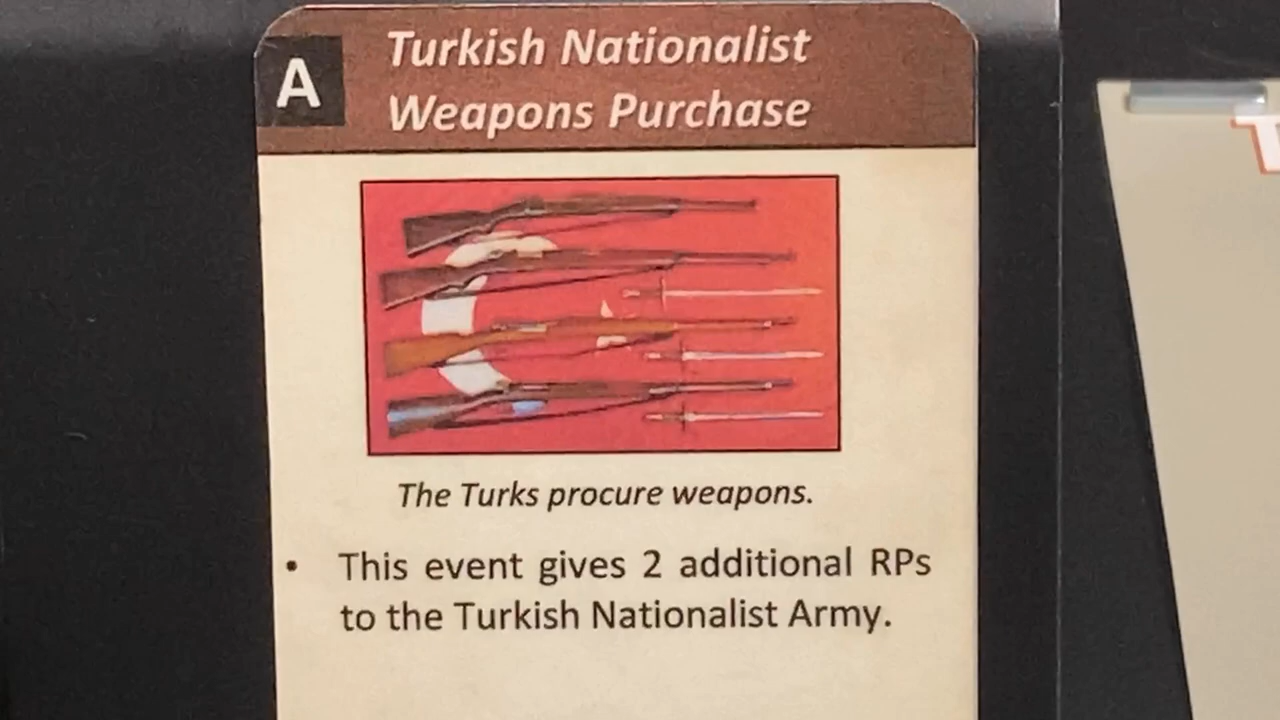 A
Turkish Nationalist
Weapons Purchase
The Turks procure weapons.
• This event gives 2 additional RPs
to the Turkish Nationalist Army.